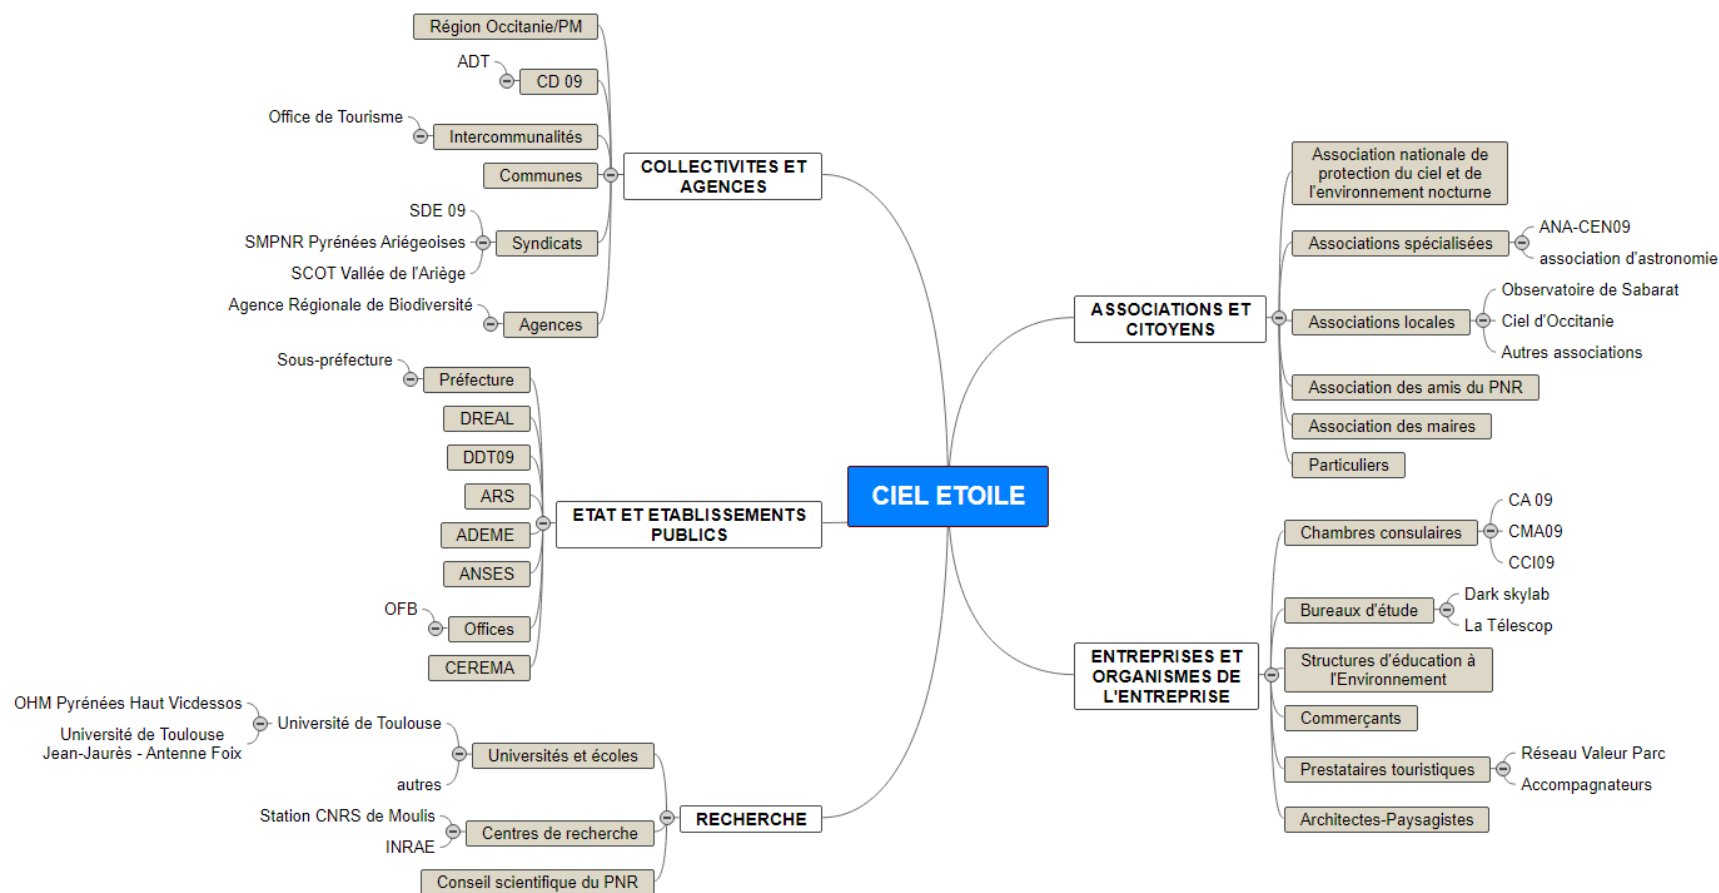 Région Occitanie/PM
ADT
CD 09
Office de Tourisme
Intercommunalités
Communes
COLLECTIVITES ET
AGENCES
SDE 09
SMPNR Pyrénées Ariégeoises
Syndicats
SCOT Vallée de l'Ariège
Agence Régionale de Biodiversité
Agences
Sous-préfecture
Préfecture
DREAL
DDT09
ARS
ADEME
ANSES
OFB
Offices
CEREMA
ETAT ET ETABLISSEMENTS
PUBLICS
OHM Pyrénées Haut Vicdessos
Université de Toulouse
Jean-Jaurès - Antenne Foix
Université de Toulouse
autres
Universités et écoles
Station CNRS de Moulis
INRAE
Centres de recherche
Conseil scientifique du PNR
RECHERCHE
CIEL ETOILE
ASSOCIATIONS ET
CITOYENS
Association nationale de
protection du ciel et de
l'environnement nocturne
Associations spécialisées
ANA-CEN09
association d'astronomie
Associations locales
Observatoire de Sabarat
Ciel d'Occitanie
Autres associations
Association des amis du PNR
Association des maires
Particuliers
ENTREPRISES ET
ORGANISMES DE
L'ENTREPRISE
Chambres consulaires
CA 09
CMA09
CCI09
Bureaux d'étude
Dark skylab
La Télescop
Structures d'éducation à
l'Environnement
Commerçants
Prestataires touristiques
Réseau Valeur Parc
Accompagnateurs
Architectes-Paysagistes